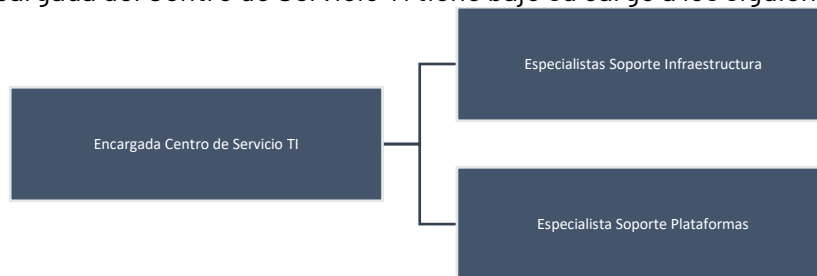 del Centro de Servicio TI tiene bajo su cargo a los
Especialistas Soporte Infraestructura
Encargada Centro de Servicio TI
Especialista Soporte Plataformas